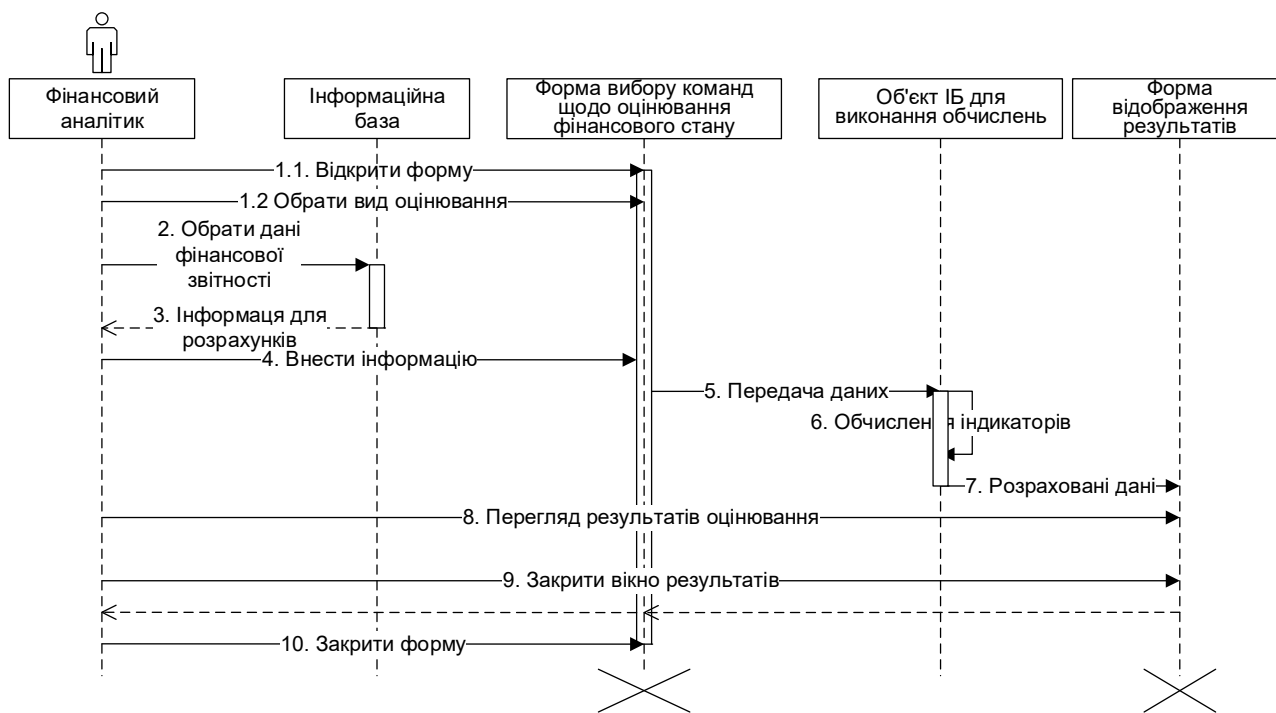 Фінансовий
аналітик
Інформаційна
база
Форма вибору команд
щодо оцінювання
фінансового стану
Об'єкт ІБ для
виконання обчислень
Форма
відображення
результатів
1.1. Відкрити форму
1.2 Обрати вид оцінювання
2. Обрати дані
фінансової
звітності
3. Інформаця для
розрахунків
4. Внести інформацію
5. Передача даних
6. Обчислення індикаторів
7. Розраховані дані
8. Перегляд результатів оцінювання
9. Закрити вікно результатів
10. Закрити форму